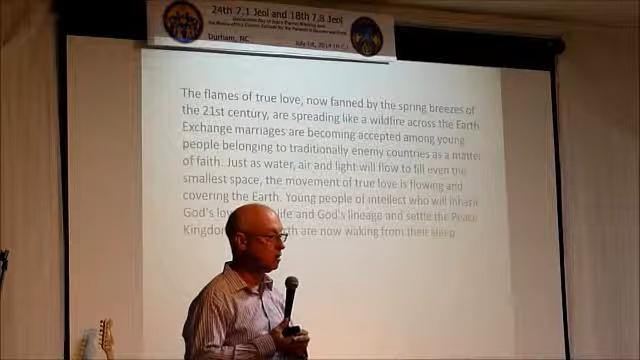 24th 7.1 Jeol and 18th 7.8 Jeol
Durham, NC
The flames of true love, now fanned by the spring breezes of
the 21st century, are spreading like a wildfire across the Earth
Exchange marriages are becoming accepted among young
people belonging to traditionally enemy countries as a matter
of faith. Just as water, air and light will flow to fill even the
smallest space, the movement of true love is flowing and
covering the Earth. Young people of intellect who will inherit
God's life and God's lineage and settle the Peace
are now waking from their sleep